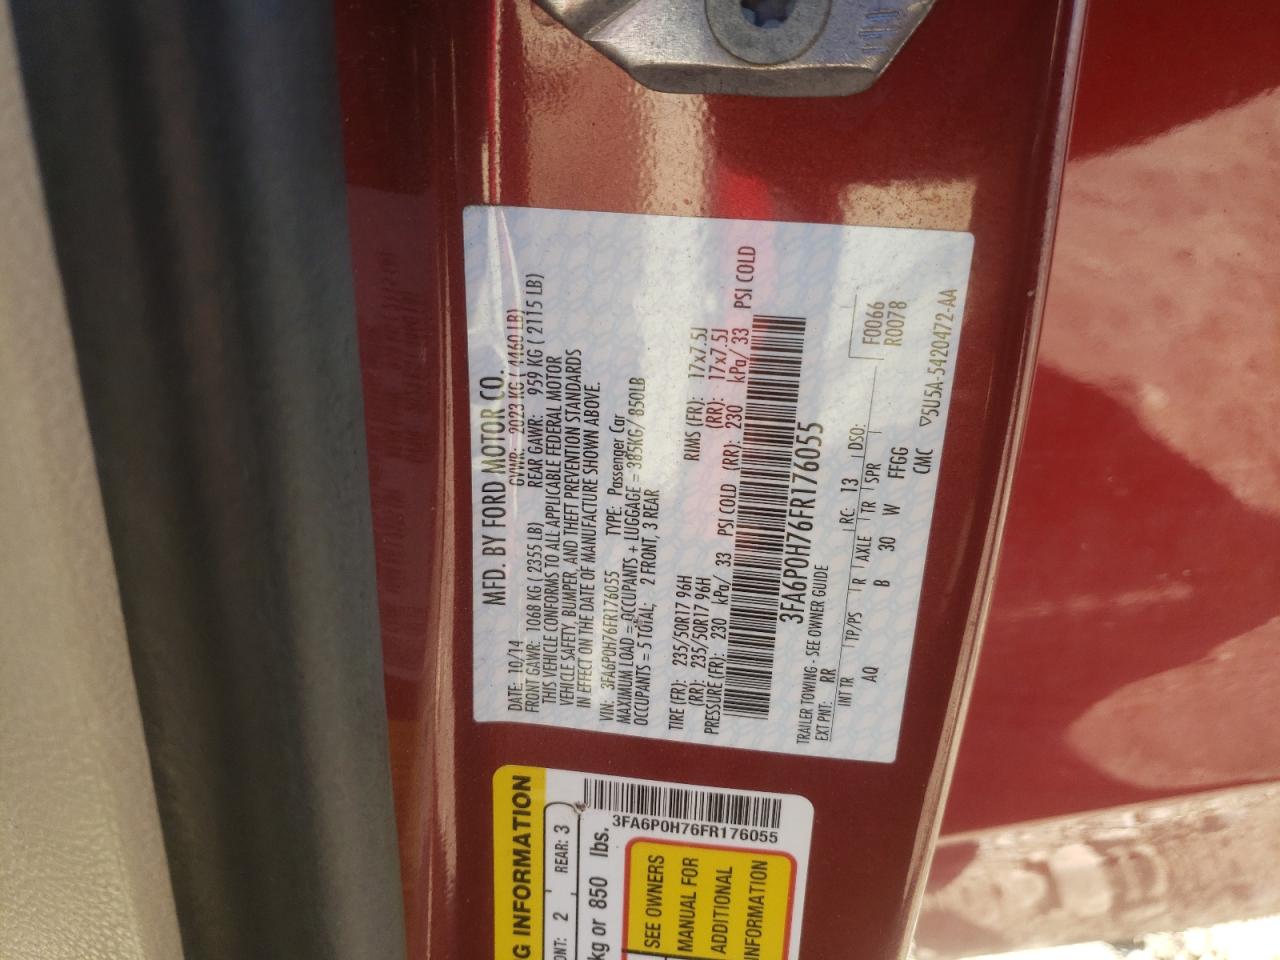 MFD. BY FORD MOTOR CO.
DATE: 10/14 GVWR: 2023 KG ( 4460 LB)
FRONT GAWR: 1068 KG ( 2355 LB) REAR GAWR: 959 KG ( 2115 LB)
THIS VEHICLE CONFORMS TO ALL APPLICABLE FEDERAL MOTOR
VEHICLE SAFETY, BUMPER, AND THEFT PREVENTION STANDARDS
IN EFFECT ON THE DATE OF MANUFACTURE SHOWN ABOVE.
VIN: 3FA6P0H76FR176055 TYPE: Passenger Car
MAXIMUM LOAD = OCCUPANTS + LUGGAGE = 385KG/ 850LB
OCCUPANTS = 5 TOTAL; 2 FRONT, 3 REAR
TIRE (FR): 235/50R17 96H RIMS (FR): 17x7.5J
(RR): 235/50R17 96H (RR): 17x7.5J
PRESSURE (FR): 230 kPa/ 33 PSI COLD (RR): 230 kPa/ 33 PSI COLD
3FA6P0H76FR176055
TRAILER TOWING - SEE OWNER GUIDE
EXT PNT: RR RC: 13 DSO: F0066
R0078
INT TR TP/PS R AXLE TR SPR
AQ B 30 W FFGG
CMC ▽5U5A-5420472-AA
G INFORMATION
ONT: 2 REAR: 3
kg or 850 lbs.
3FA6P0H76FR176055
SEE OWNERS
MANUAL FOR
ADDITIONAL
INFORMATION